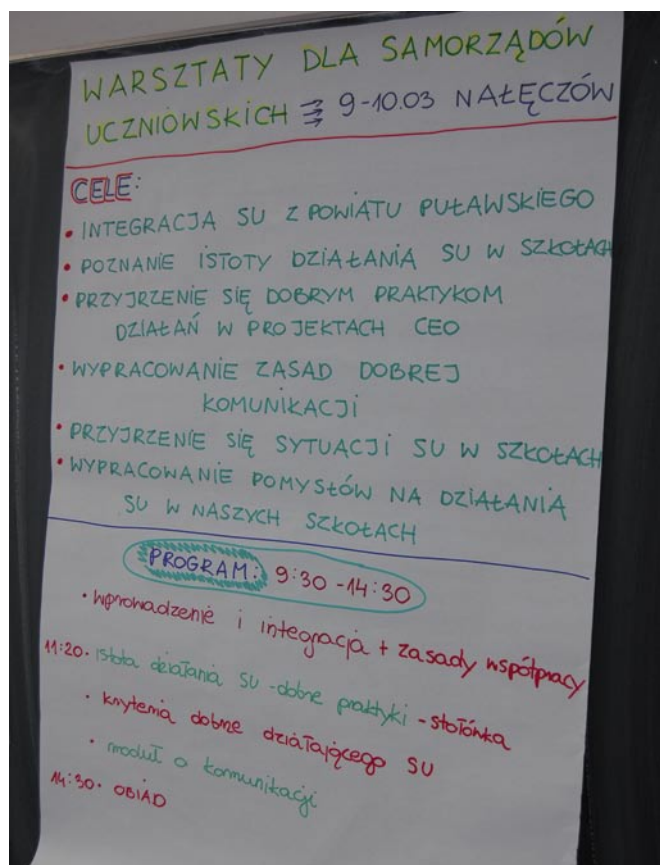 WARSZTATY DLA SAMORZĄDÓW
UCZNIOWSKICH ⇉ 9-10.03 NAŁĘCZÓW
CELE:
• INTEGRACJA SU Z POWIATU PUŁAWSKIEGO
• POZNANIE ISTOTY DZIAŁANIA SU W SZKOŁACH
• PRZYJRZENIE SIĘ DOBRYM PRAKTYKOM
DZIAŁAŃ W PROJEKTACH CEO
• WYPRACOWANIE ZASAD DOBREJ
KOMUNIKACJI
• PRZYJRZENIE SIĘ SYTUACJI SU W SZKOŁACH
• WYPRACOWANIE POMYSŁÓW NA DZIAŁANIA
SU W NASZYCH SZKOŁACH
PROGRAM: 9:30 - 14:30
• wprowadzenie i integracja + zasady współpracy
11:20 • istota działania SU - dobre praktyki - stołówka
• kryteria dobrze działającego SU
• moduł o komunikacji
14:30 • OBIAD